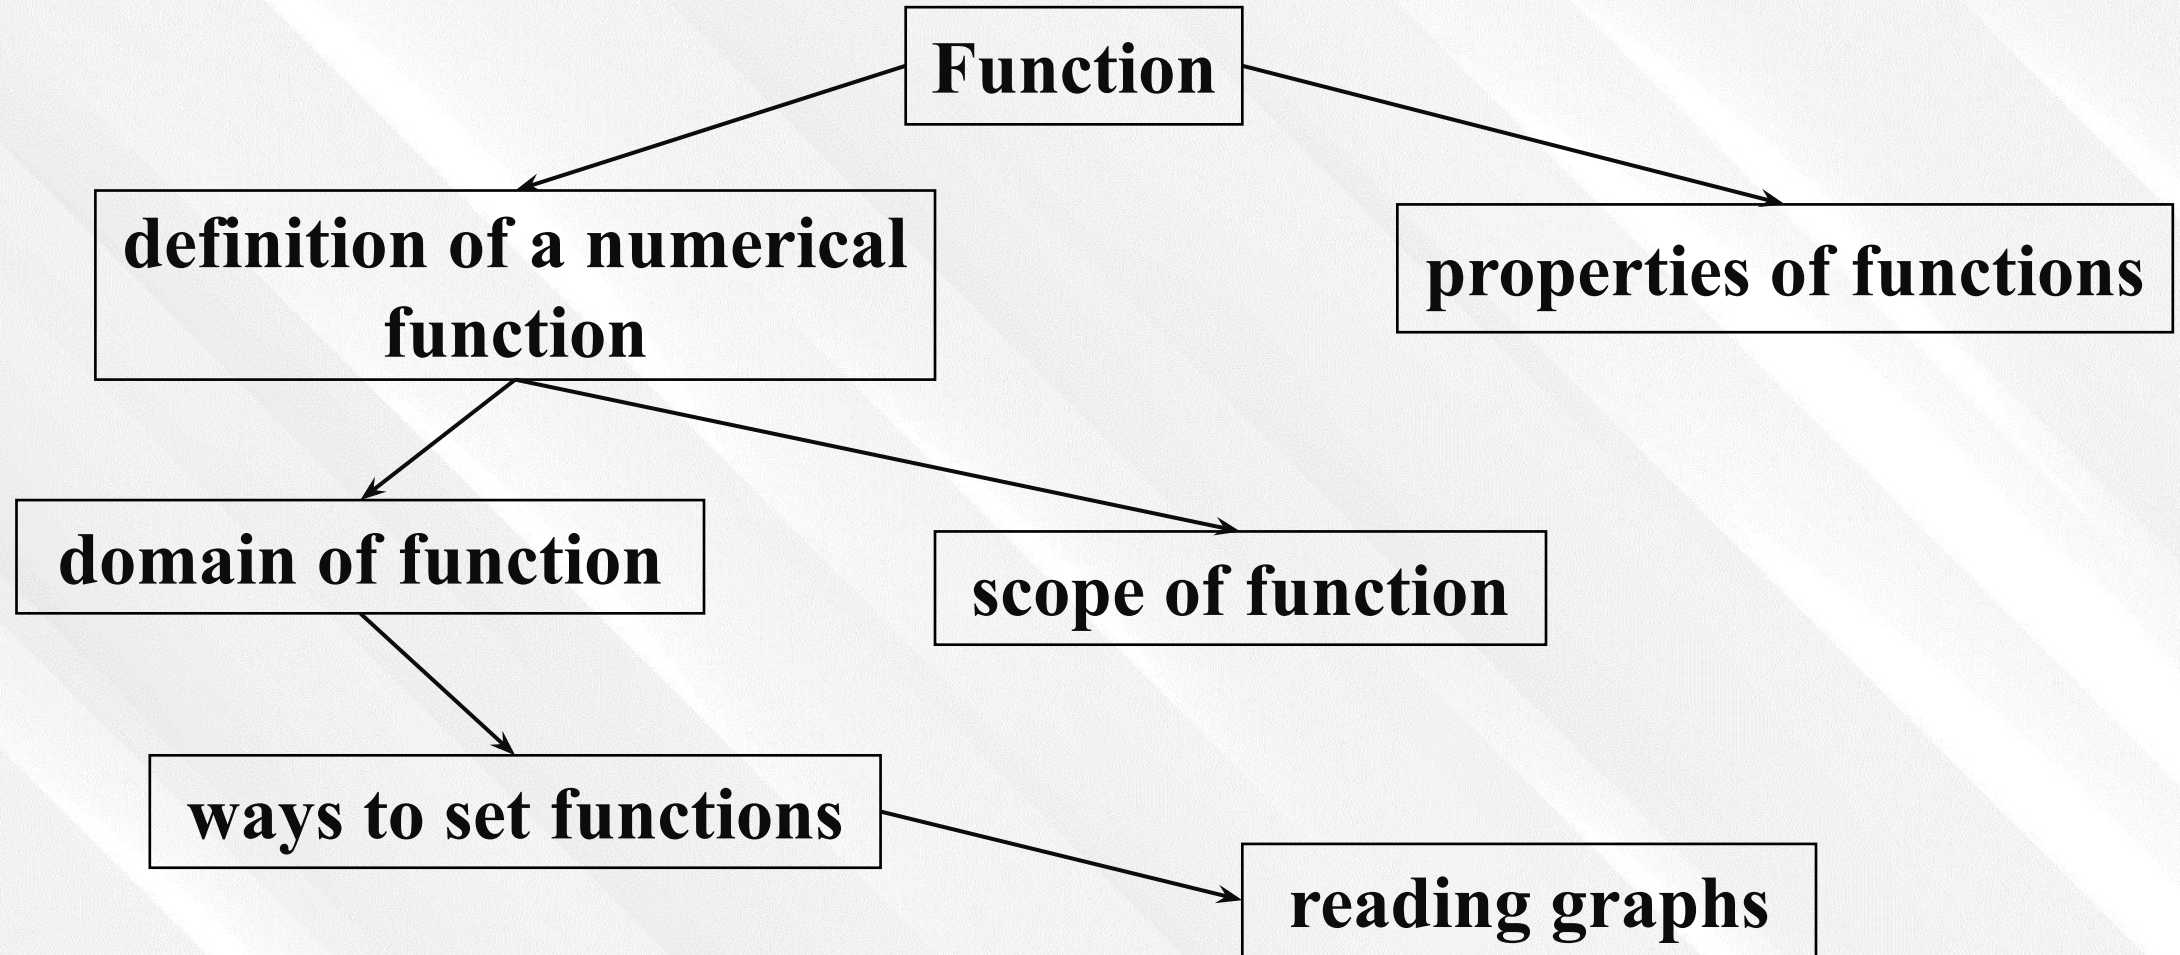 Function
definition of a numerical
function
properties of functions
domain of function
scope of function
ways to set functions
reading graphs